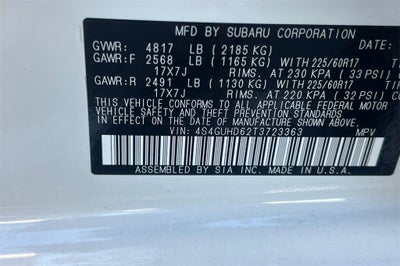 MFD BY SUBARU CORPORATION DATE:
GVWR: 4817 LB (2185 KG)
GAWR:F 2568 LB (1165 KG) WITH 225/60R17
17X7J RIMS. AT 230 KPA (33 PSI)
GAWR:R 2491 LB (1130 KG) WITH 225/60R17
17X7J RIMS. AT 220 KPA (32 PSI)
THIS VEHICLE CONFORMS TO ALL APPLICABLE FEDERAL MOTOR
VEHICLE SAFETY AND THEFT PREVENTION STANDARDS
IN EFFECT ON THE DATE OF MANUFACTURE SHOWN ABOVE.
VIN: 4S4GUHD62T3723363 MPV
ASSEMBLED BY SIA INC. MADE IN U.S.A.